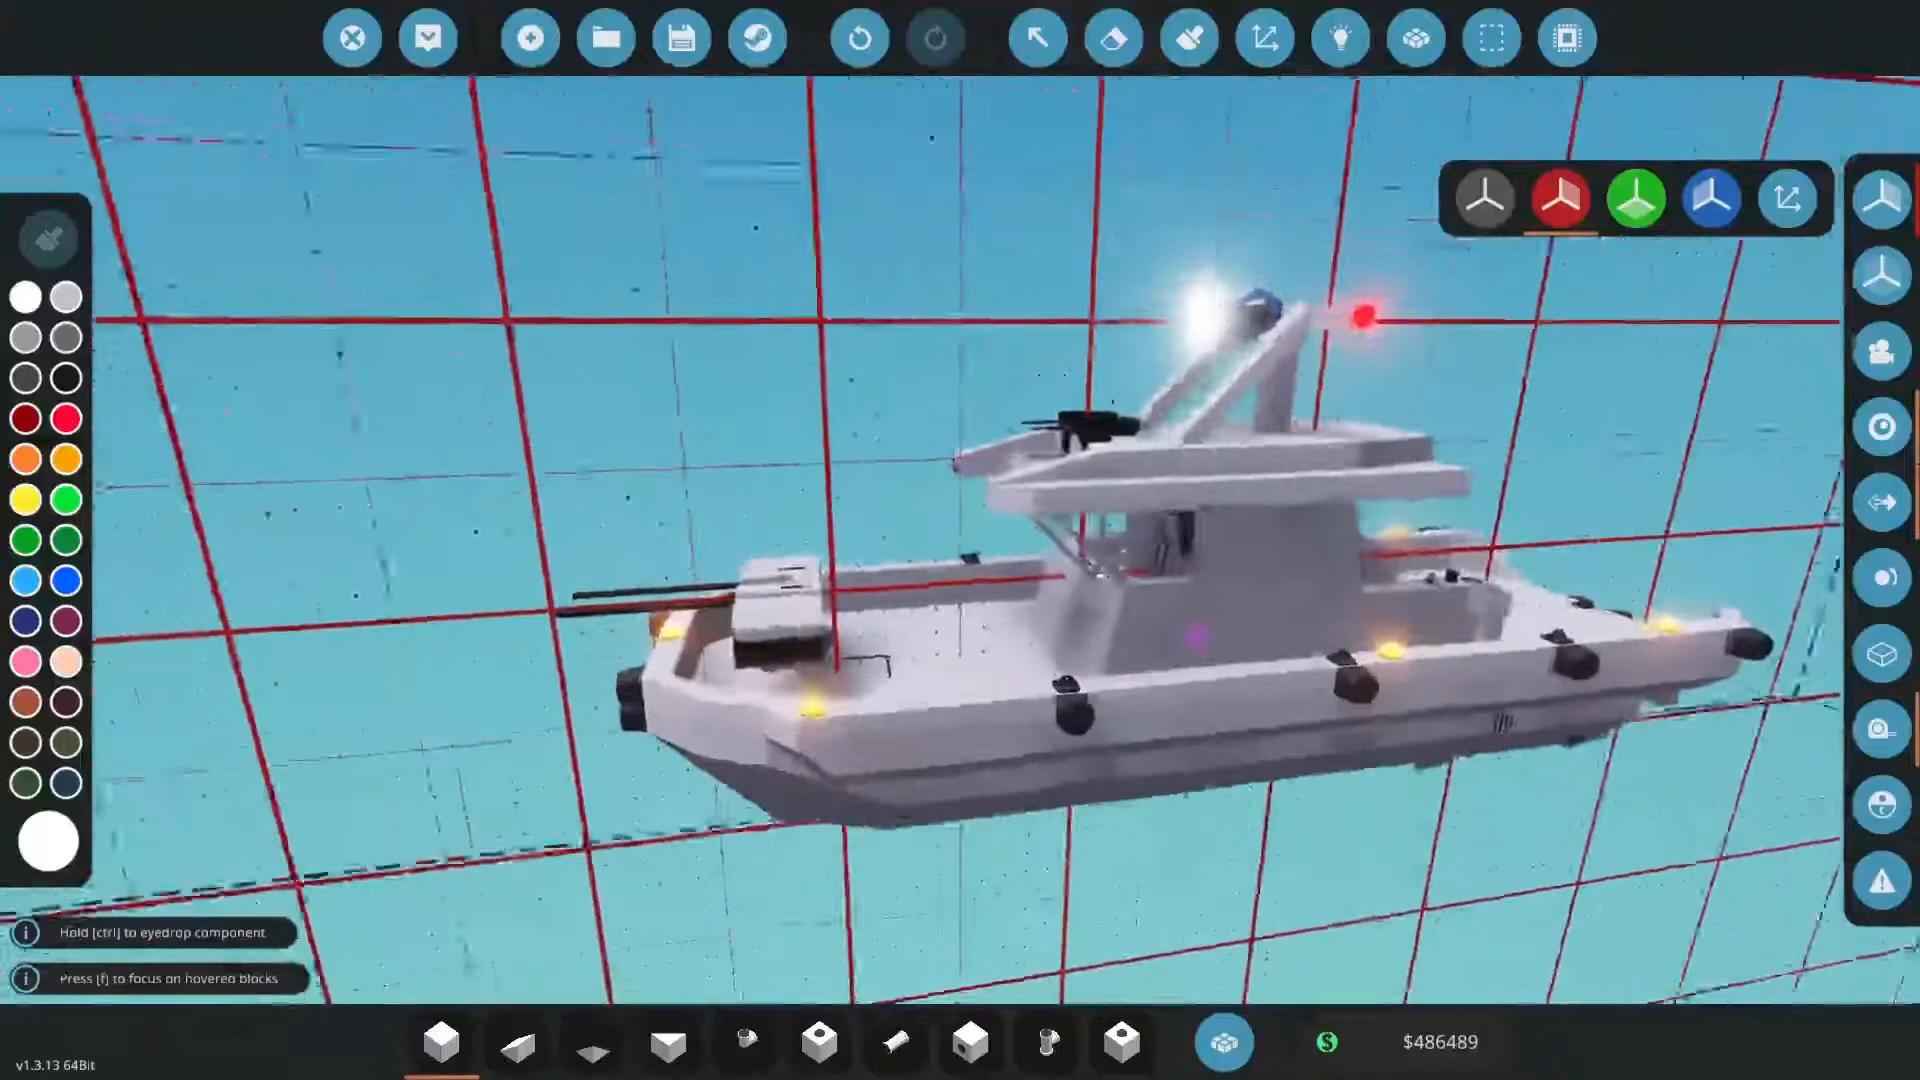 Hold [ctrl] to eyedrop component
Press [f] to focus on hovered blocks
v1.3.13 64Bit
$486489